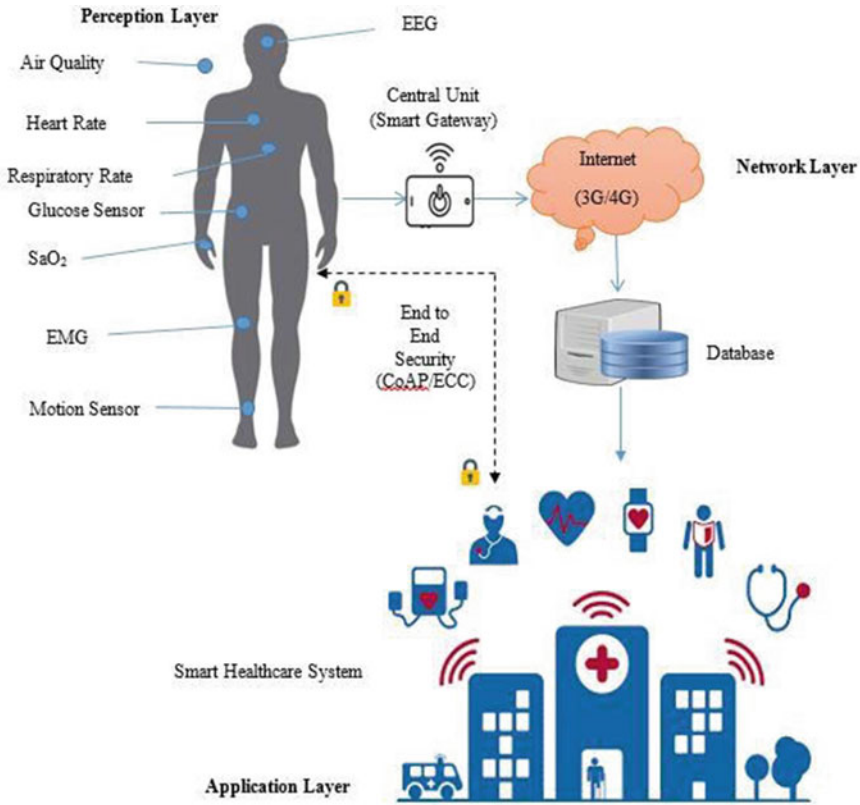 Perception Layer
EEG
Air Quality
Heart Rate
Respiratory Rate
Glucose Sensor
SaO₂
EMG
Motion Sensor
Central Unit
(Smart Gateway)
Internet
(3G/4G)
Network Layer
End to
End
Security
(CoAP/ECC)
Database
Smart Healthcare System
Application Layer